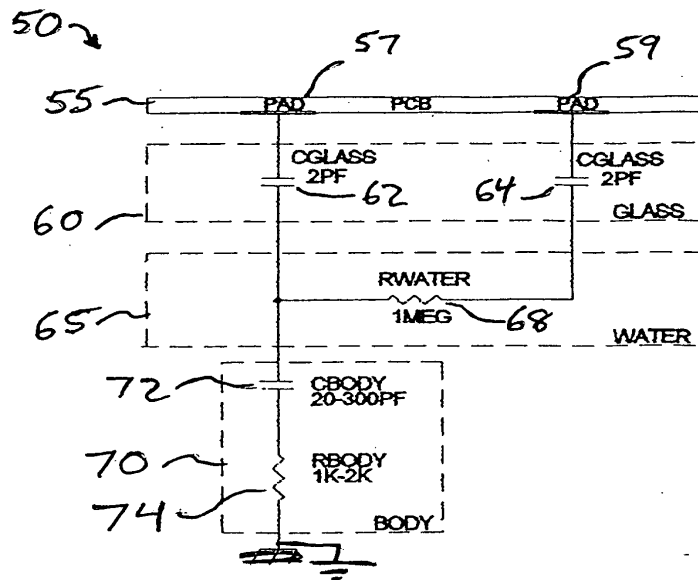 50
57
59
55
PAD PCB PAD
CGLASS
2PF
CGLASS
2PF
62
64
60
GLASS
RWATER
1MEG
68
65
WATER
72
CBODY
20-300PF
70
RBODY
1K-2K
74
BODY